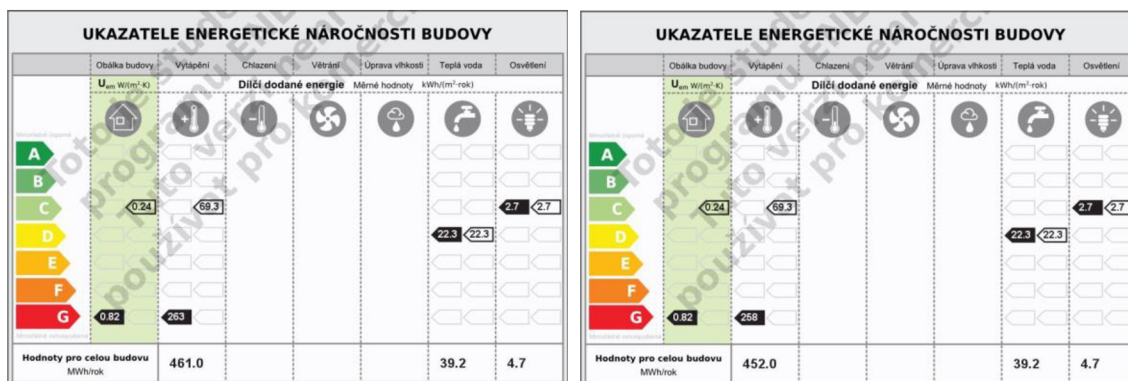 UKAZATELE ENERGETICKÉ NÁROČNOSTI BUDOVY
Obálka budovy Vytápění Chlazení Větrání Úprava vlhkosti Teplá voda Osvětlení
Uem W/(m²·K) Dílčí dodané energie Měrné hodnoty kWh/(m²·rok)
A
B
C 0.24 69.3 2.7 2.7
D 22.3 22.3
E
F
G 0.82 263
Hodnoty pro celou budovu
MWh/rok
461.0 39.2 4.7
UKAZATELE ENERGETICKÉ NÁROČNOSTI BUDOVY
Obálka budovy Vytápění Chlazení Větrání Úprava vlhkosti Teplá voda Osvětlení
Uem W/(m²·K) Dílčí dodané energie Měrné hodnoty kWh/(m²·rok)
A
B
C 0.24 69.3 2.7 2.7
D 22.3 22.3
E
F
G 0.82 258
Hodnoty pro celou budovu
MWh/rok
452.0 39.2 4.7